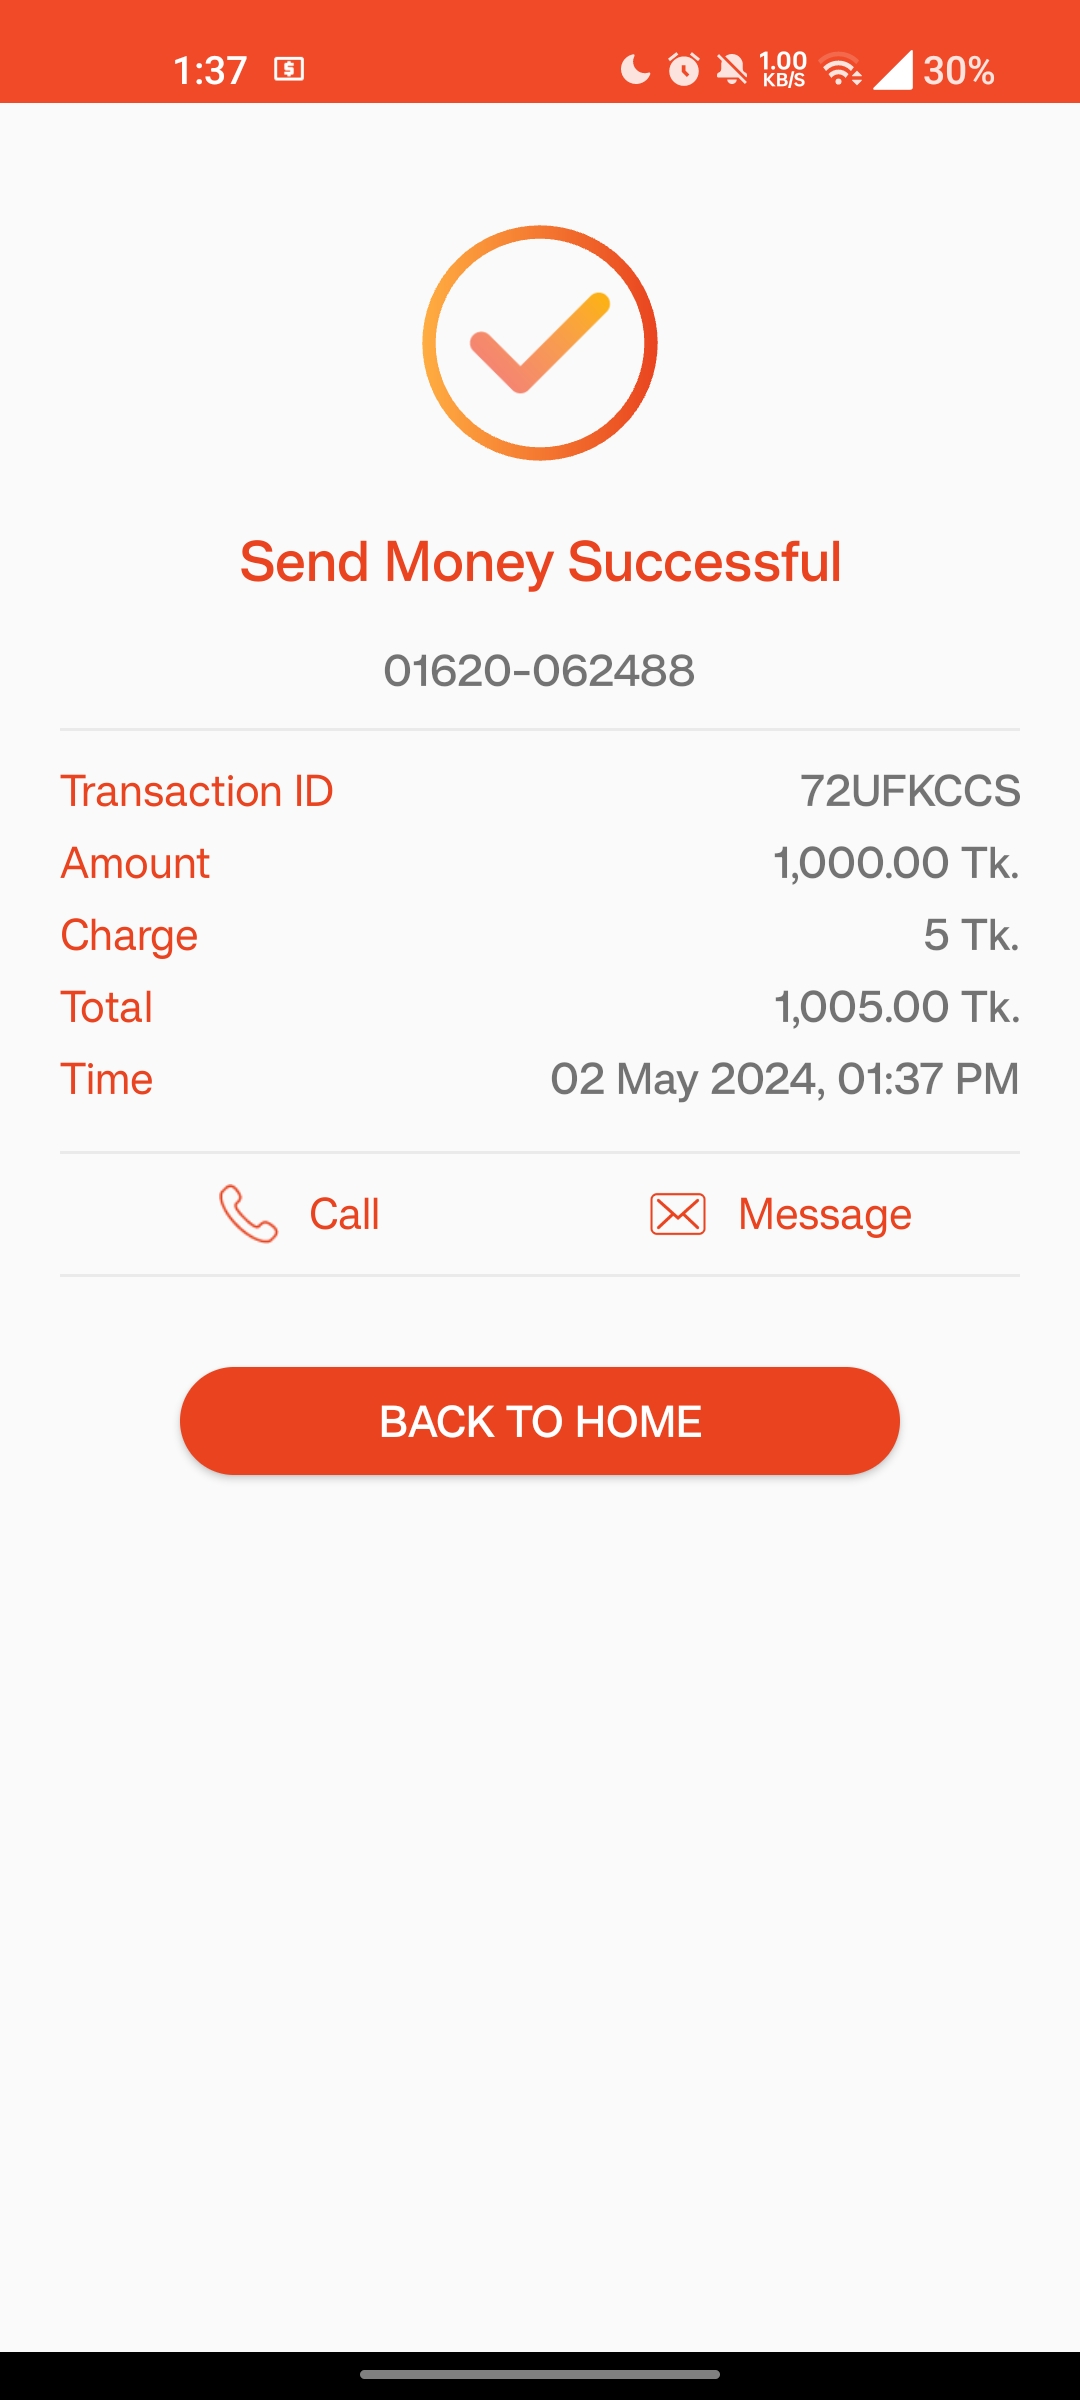 1:37 1.00 KB/S 30%
Send Money Successful
01620-062488
Transaction ID 72UFKCCS
Amount 1,000.00 Tk.
Charge 5 Tk.
Total 1,005.00 Tk.
Time 02 May 2024, 01:37 PM
Call Message
BACK TO HOME